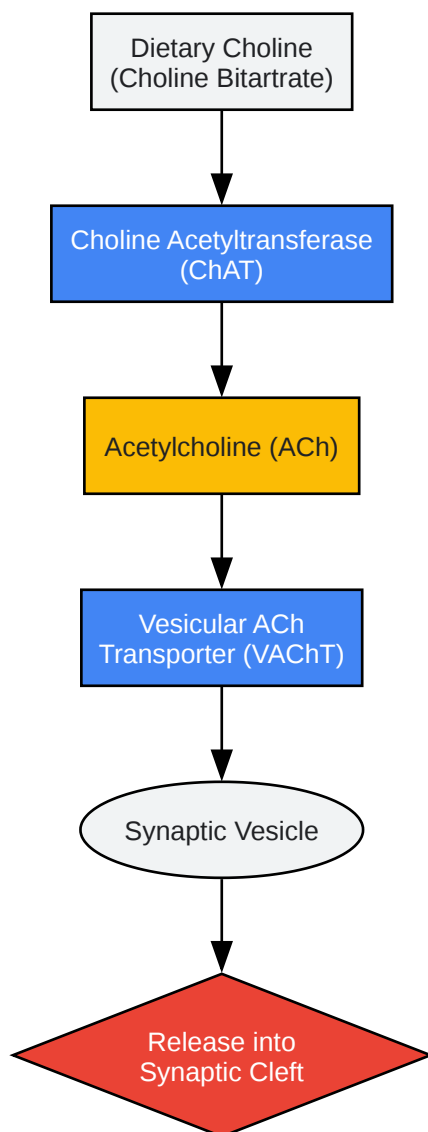 Dietary Choline
(Choline Bitartrate)
Choline Acetyltransferase
(ChAT)
Acetylcholine (ACh)
Vesicular ACh
Transporter (VAChT)
Synaptic Vesicle
Release into
Synaptic Cleft